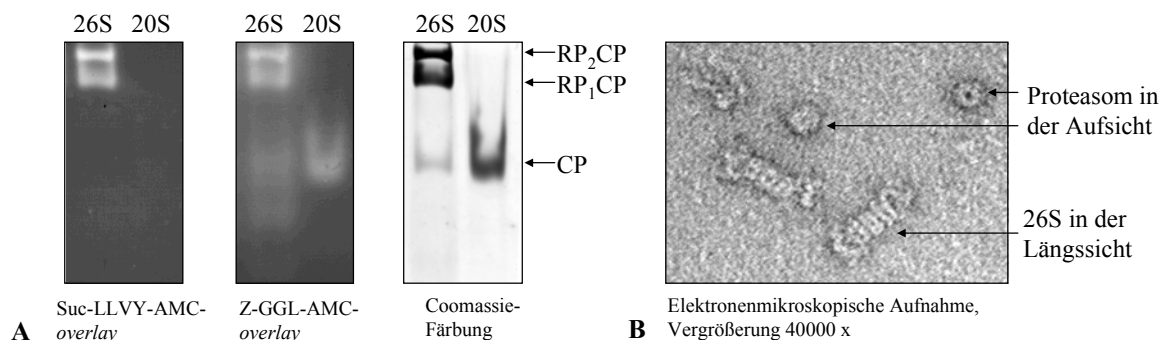 26S 20S
26S 20S
26S 20S
RP₂CP
RP₁CP
CP
Suc-LLVY-AMC-
overlay
Z-GGL-AMC-
overlay
Coomassie-
Färbung
A
Proteasom in
der Aufsicht
26S in der
Längssicht
Elektronenmikroskopische Aufnahme,
Vergrößerung 40000 x
B